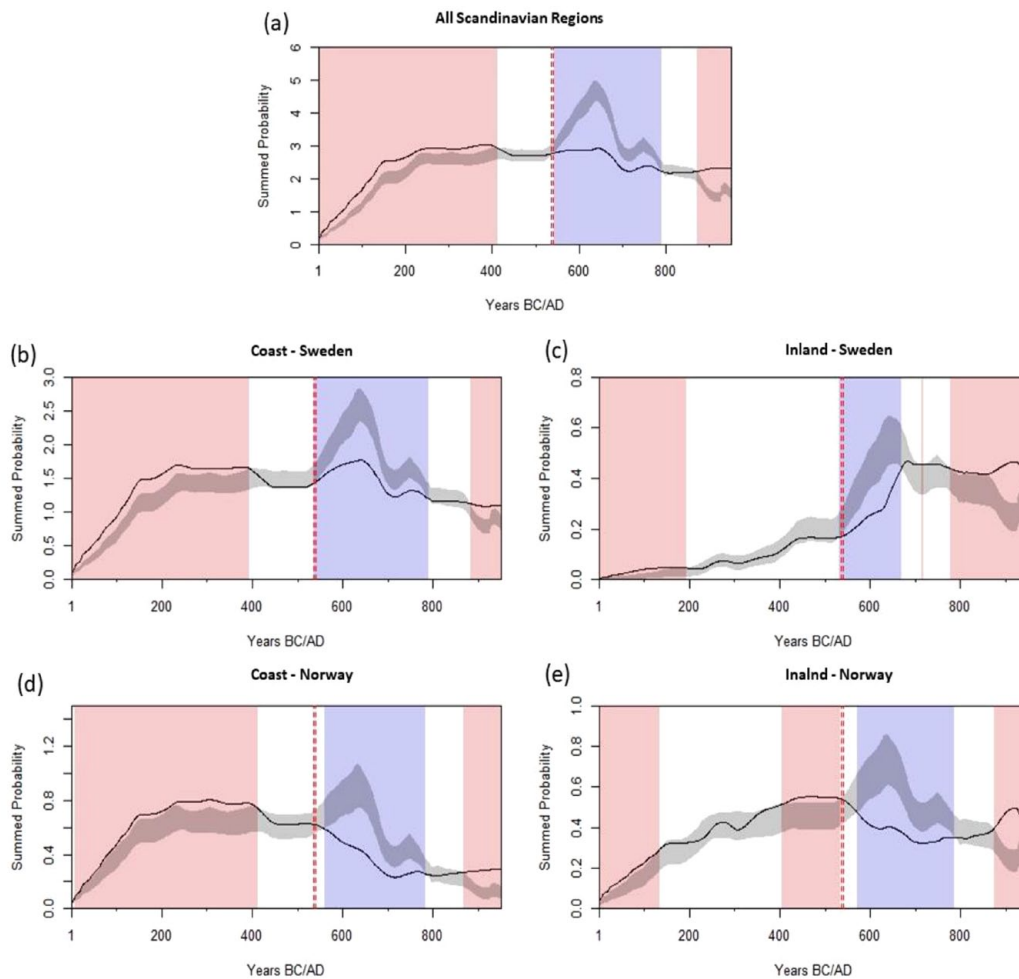 (a)
All Scandinavian Regions
Summed Probability
0 1 2 3 4 5 6
1 200 400 600 800
Years BC/AD
(b)
Coast - Sweden
Summed Probability
0.0 0.5 1.0 1.5 2.0 2.5 3.0
1 200 400 600 800
Years BC/AD
(c)
Inland - Sweden
Summed Probability
0.0 0.2 0.4 0.6 0.8
1 200 400 600 800
Years BC/AD
(d)
Coast - Norway
Summed Probability
0.0 0.4 0.8 1.2
1 200 400 600 800
Years BC/AD
(e)
Inalnd - Norway
Summed Probability
0.0 0.2 0.4 0.6 0.8 1.0
1 200 400 600 800
Years BC/AD